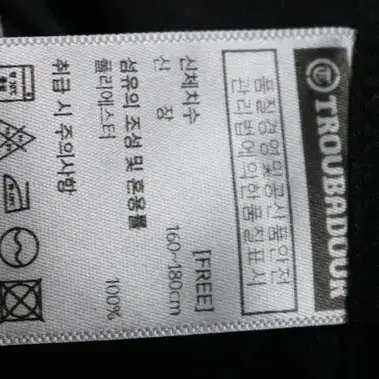 TROUBADOUR
품질경영및공산품안전
관리법에의한품질표시
신체치수 [FREE]
신 장 160~180cm
섬유의 조성 및 혼용률
폴리에스터 100%
취급 시 주의사항